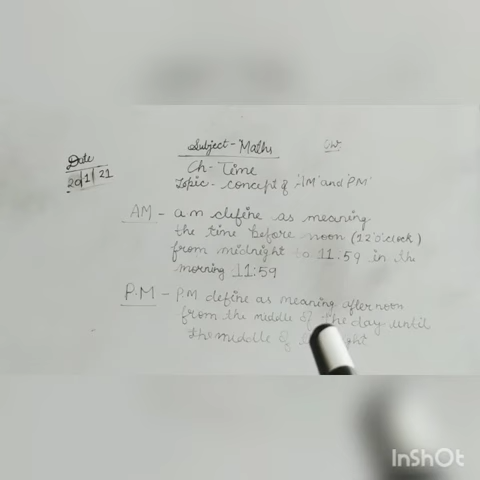 Subject - Maths
C.W.
Date
20/1/21
Ch - Time
Topic - concept of 'AM' and 'PM'
AM - a m define as meaning
the time before noon (12'o'clock)
from midnight to 11:59 in the
morning 11:59
P.M - P.M define as meaning after noon
from the middle of the day until
the middle of
InShOt